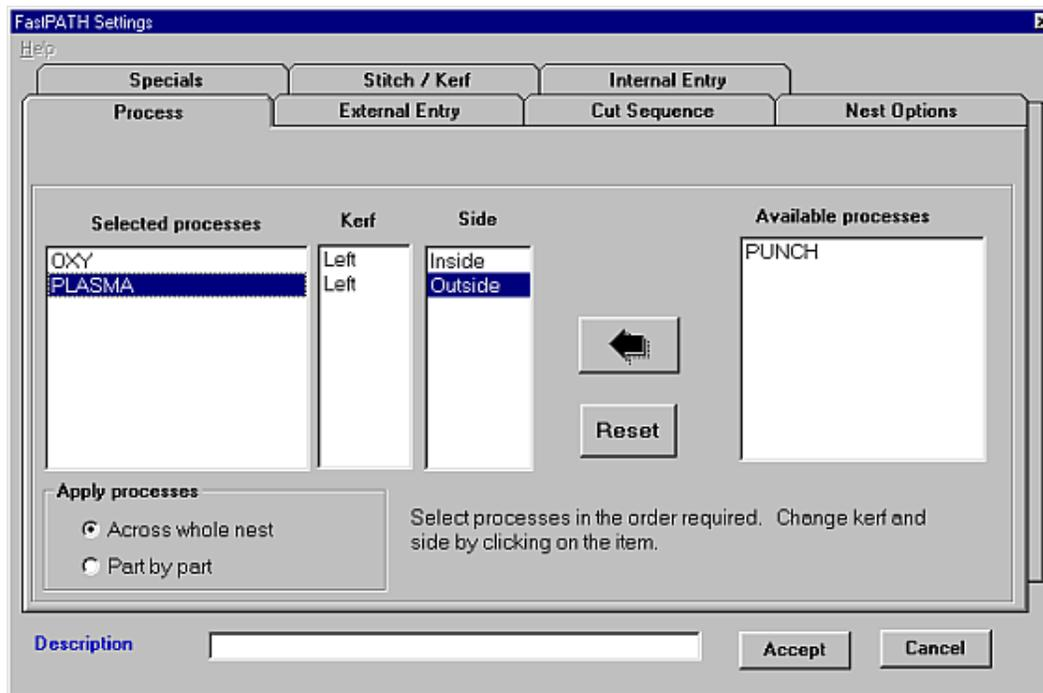 FastPATH Settings
Help
Specials
Stitch / Kerf
Internal Entry
Process
External Entry
Cut Sequence
Nest Options
Selected processes
Kerf
Side
Available processes
OXY
Left
Inside
PUNCH
PLASMA
Left
Outside
Reset
Apply processes
Across whole nest
Part by part
Select processes in the order required. Change kerf and
side by clicking on the item.
Description
Accept
Cancel